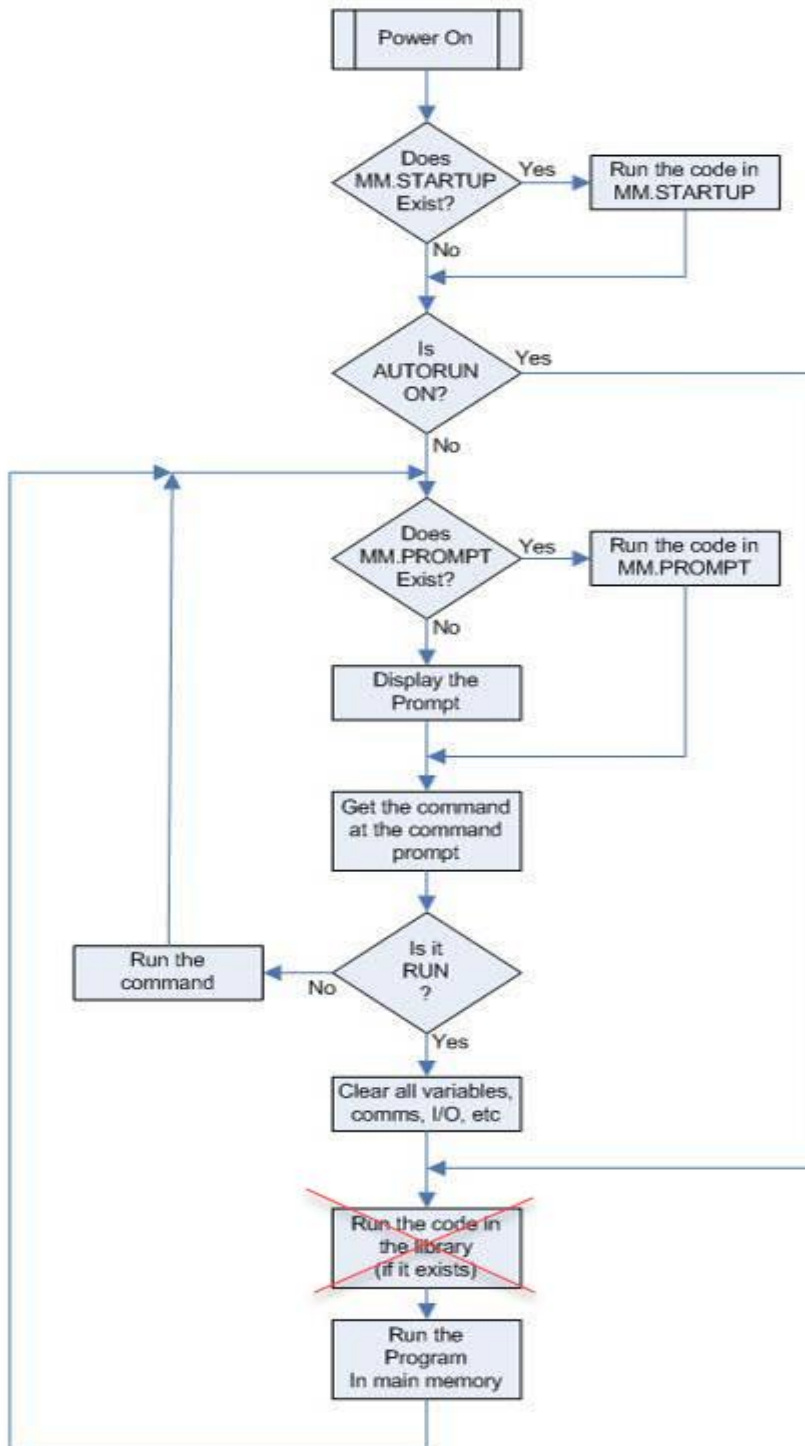 Power On
Does
MM.STARTUP
Exist?
Yes
Run the code in
MM.STARTUP
No
Is
AUTORUN
ON?
Yes
No
Does
MM.PROMPT
Exist?
Yes
Run the code in
MM.PROMPT
No
Display the
Prompt
Get the command
at the command
prompt
Is it
RUN
?
No
Run the
command
Yes
Clear all variables,
comms, I/O, etc
Run the code in
the library
(if it exists)
Run the
Program
In main memory